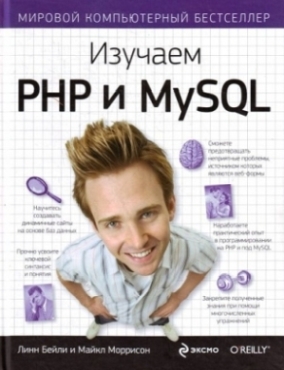 МИРОВОЙ КОМПЬЮТЕРНЫЙ БЕСТСЕЛЛЕР
Изучаем
PHP и MySQL
Сможете
предотвращать
неприятные проблемы,
источником которых
являются веб-формы
Научитесь
создавать
динамичные сайты
на основе баз данных
Наработаете
практический опыт
в программировании
на PHP и под MySQL
Прочно усвоите
ключевой
синтаксис и
понятия
Закрепите полученные
знания при помощи
многочисленных
упражнений
Линн Бейли и Майкл Моррисон
эксмо
O'REILLY®